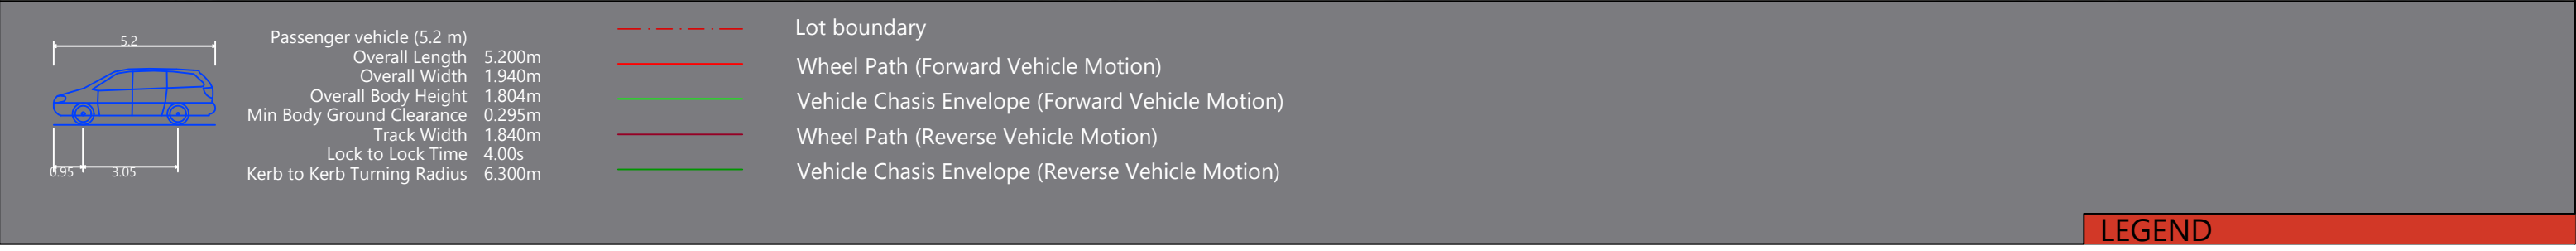 5.2
0.95
3.05
Passenger vehicle (5.2 m)
Overall Length 5.200m
Overall Width 1.940m
Overall Body Height 1.804m
Min Body Ground Clearance 0.295m
Track Width 1.840m
Lock to Lock Time 4.00s
Kerb to Kerb Turning Radius 6.300m
Lot boundary
Wheel Path (Forward Vehicle Motion)
Vehicle Chasis Envelope (Forward Vehicle Motion)
Wheel Path (Reverse Vehicle Motion)
Vehicle Chasis Envelope (Reverse Vehicle Motion)
LEGEND